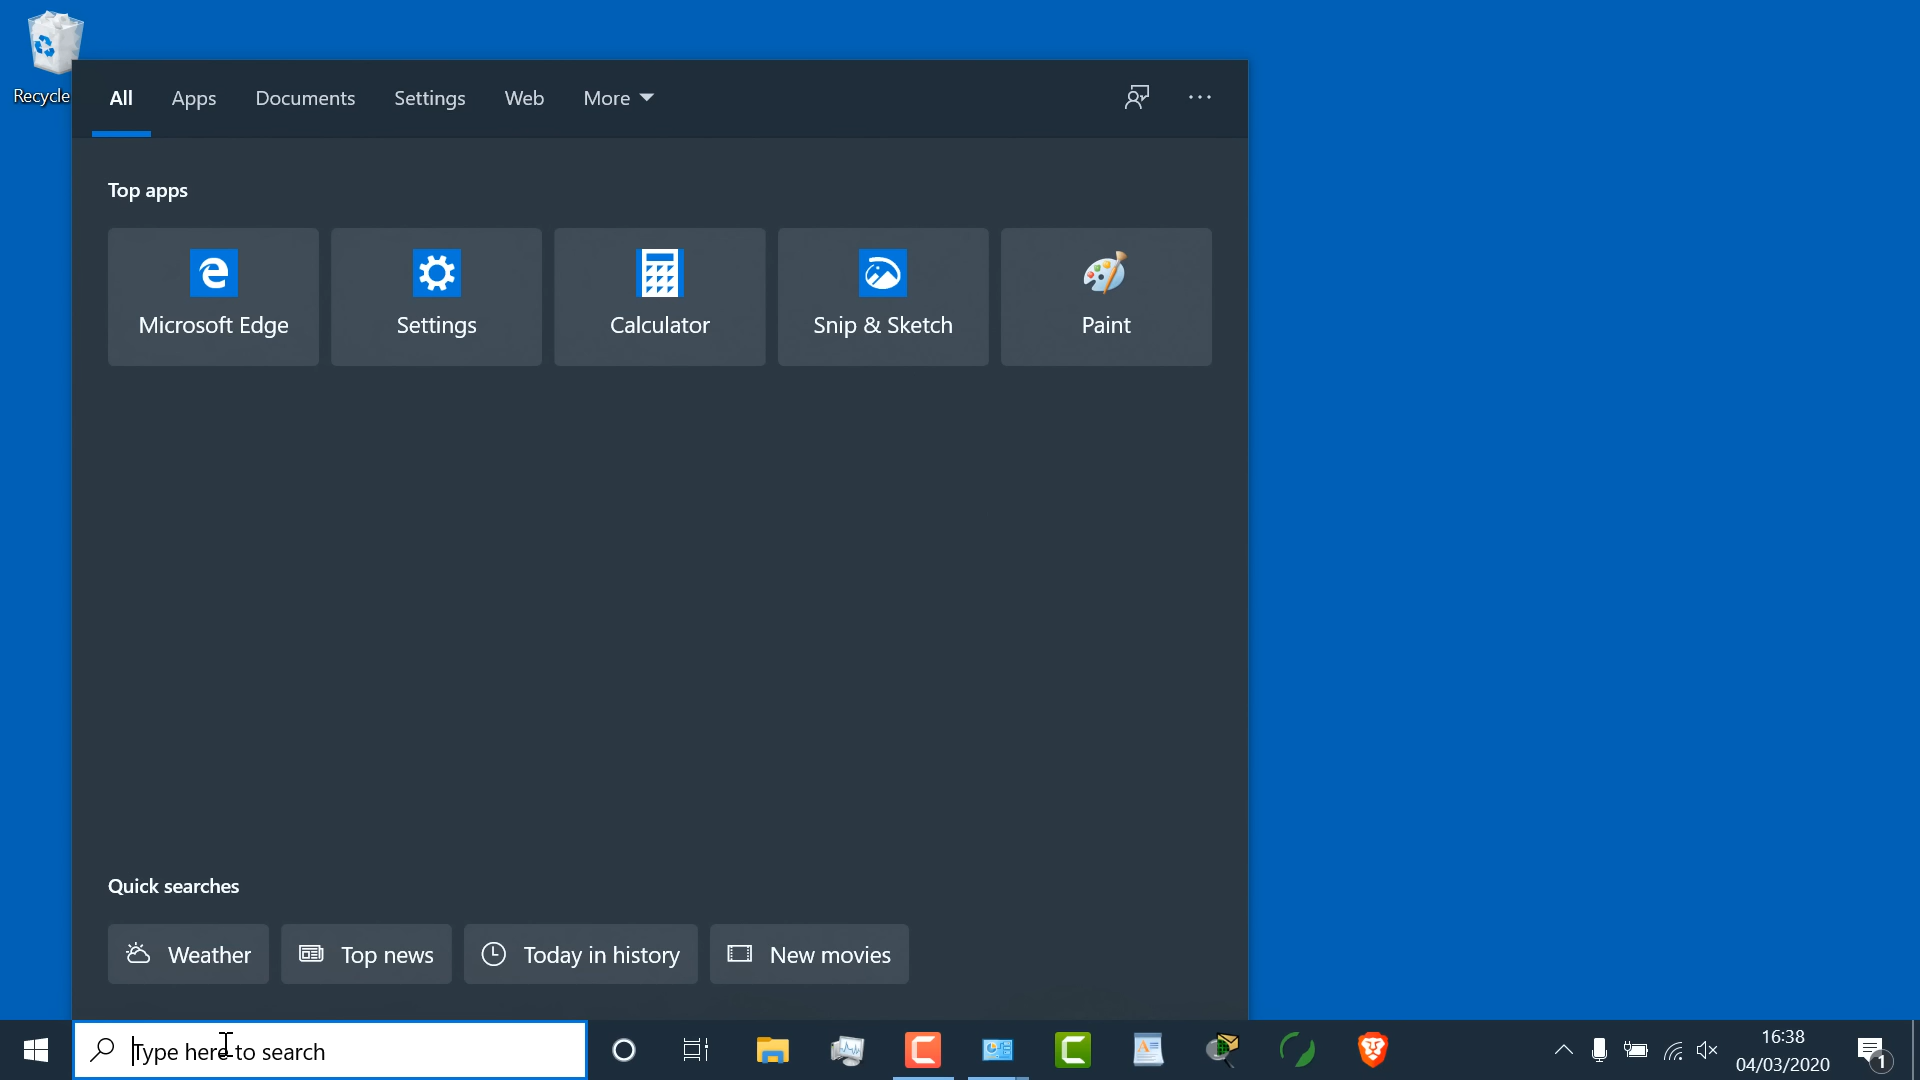 Recycle
All Apps Documents Settings Web More
Top apps
Microsoft Edge Settings Calculator Snip & Sketch Paint
Quick searches
Weather Top news Today in history New movies
Type here to search
16:38
04/03/2020
1